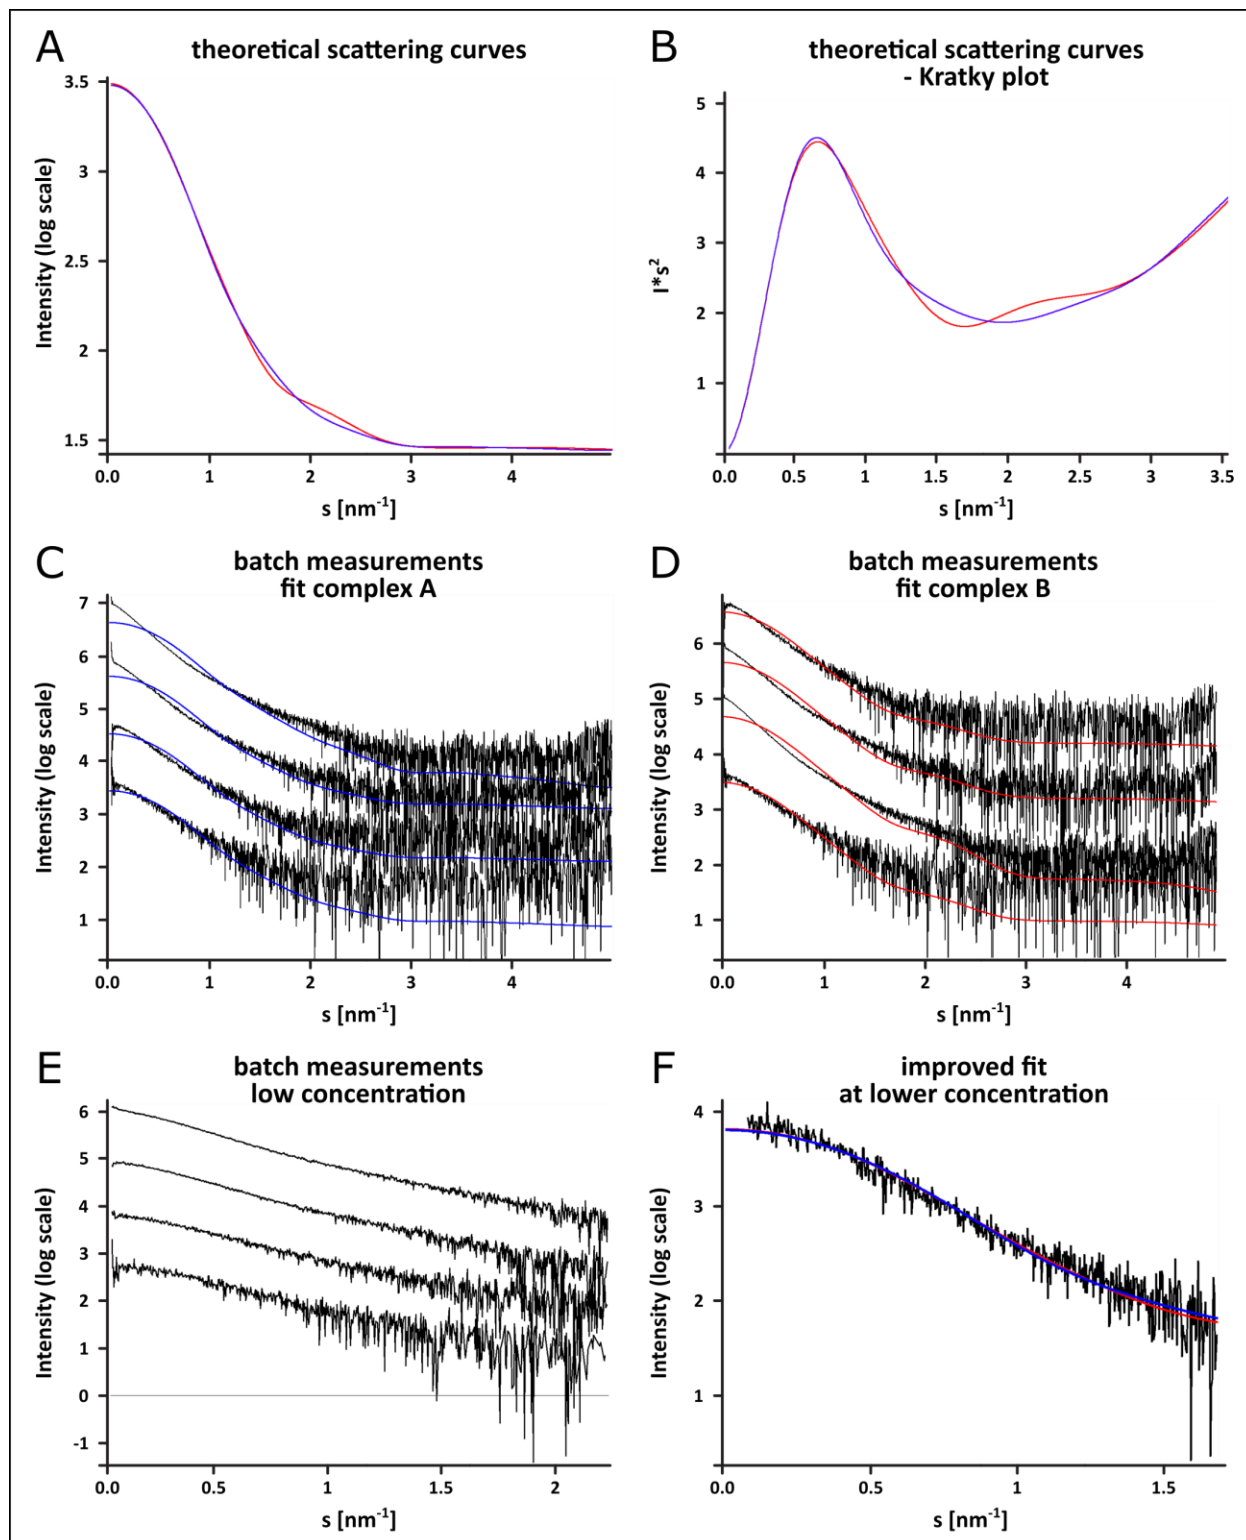 A
theoretical scattering curves
Intensity (log scale)
3.5
3
2.5
2
1.5
0.0 1 2 3 4
s [nm⁻¹]
B
theoretical scattering curves
- Kratky plot
I*s²
5
4
3
2
1
0.0 0.5 1 1.5 2 2.5 3 3.5
s [nm⁻¹]
C
batch measurements
fit complex A
Intensity (log scale)
7
6
5
4
3
2
1
0.0 1 2 3 4
s [nm⁻¹]
D
batch measurements
fit complex B
Intensity (log scale)
6
5
4
3
2
1
0.0 1 2 3 4
s [nm⁻¹]
E
batch measurements
low concentration
Intensity (log scale)
6
5
4
3
2
1
0
-1
0.0 0.5 1 1.5 2
s [nm⁻¹]
F
improved fit
at lower concentration
Intensity (log scale)
4
3
2
1
0.0 0.5 1 1.5
s [nm⁻¹]